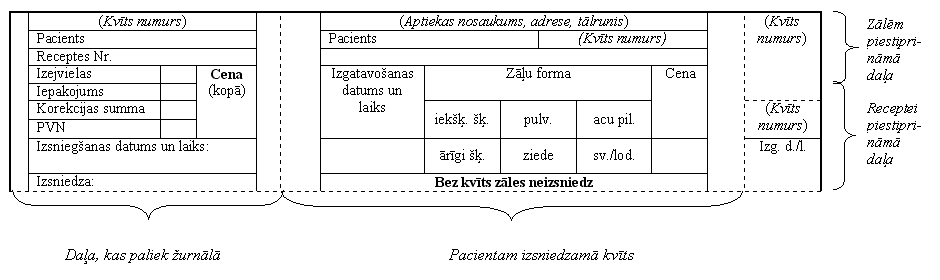 (Kvīts numurs)
Pacients
Receptes Nr.
Izejvielas
Iepakojums
Korekcijas summa
PVN
Cena
(kopā)
Izsniegšanas datums un laiks:
Izsniedza:
(Aptiekas nosaukums, adrese, tālrunis)
Pacients
(Kvīts numurs)
Izgatavošanas
datums un
laiks
Zāļu forma
Cena
iekšķ. šķ.
pulv.
acu pil.
ārīgi šķ.
ziede
sv./lod.
Bez kvīts zāles neizsniedz
(Kvīts
numurs)
(Kvīts
numurs)
Izg. d./l.
Zālēm
piestipri-
nāmā
daļa
Receptei
piestipri-
nāmā
daļa
Daļa, kas paliek žurnālā
Pacientam izsniedzamā kvīts